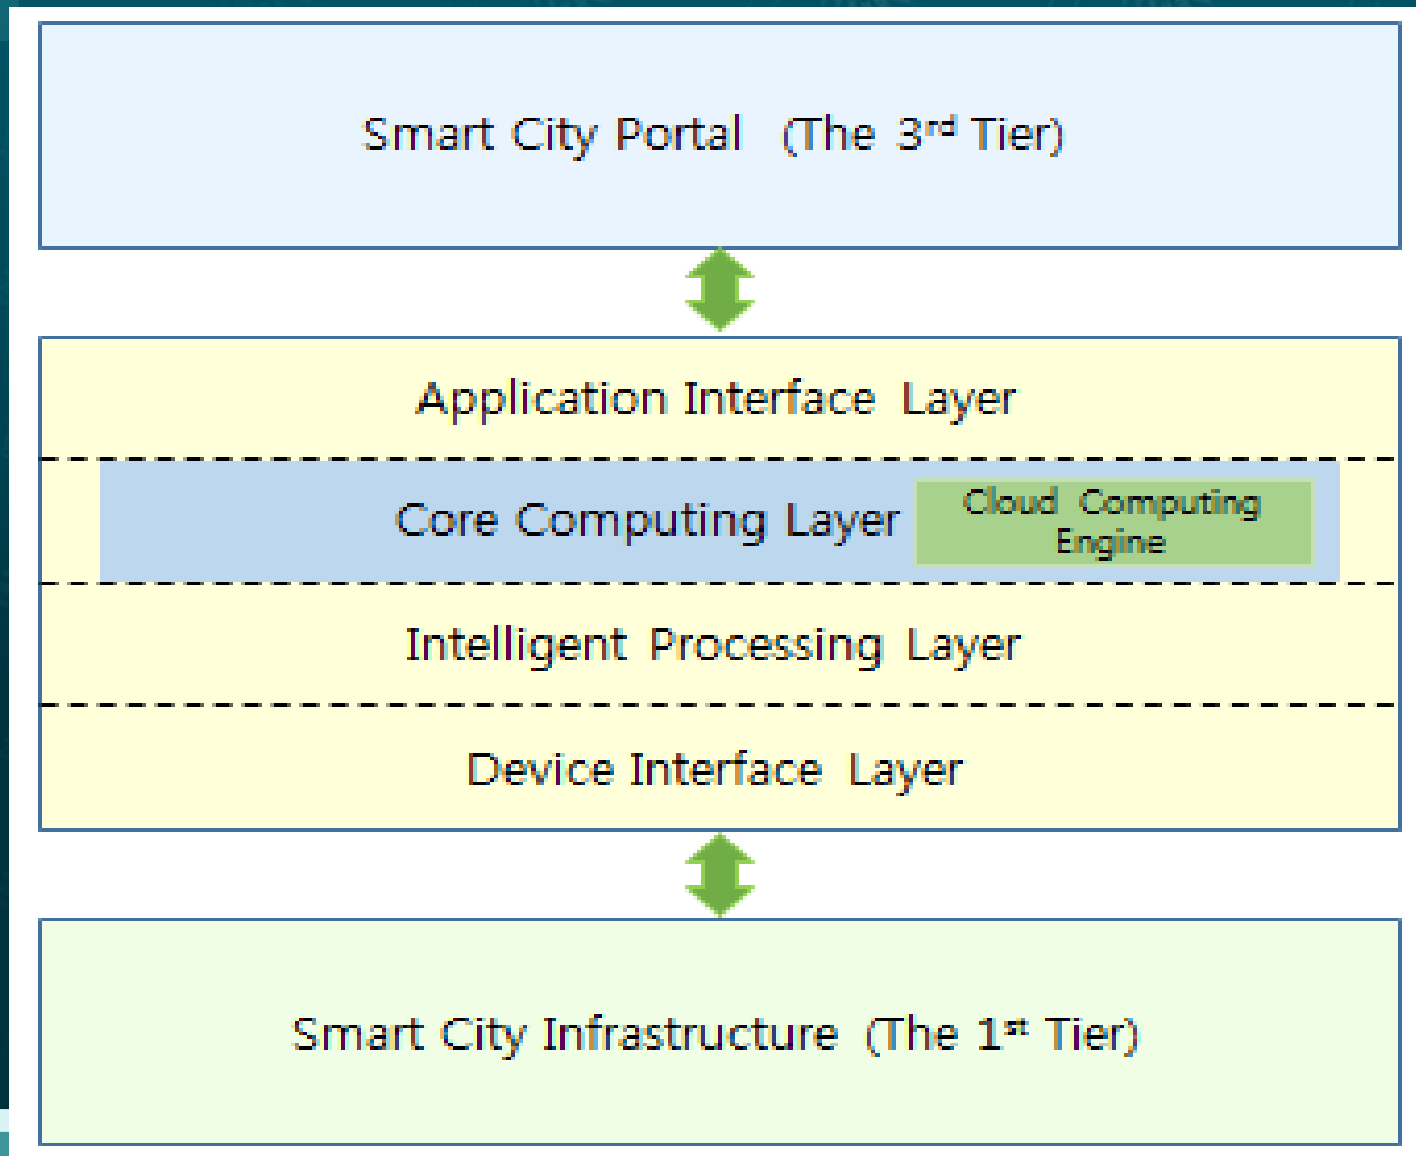 Smart City Portal (The 3rd Tier)
Application Interface Layer
Core Computing Layer
Cloud Computing
Engine
Intelligent Processing Layer
Device Interface Layer
Smart City Infrastructure (The 1st Tier)